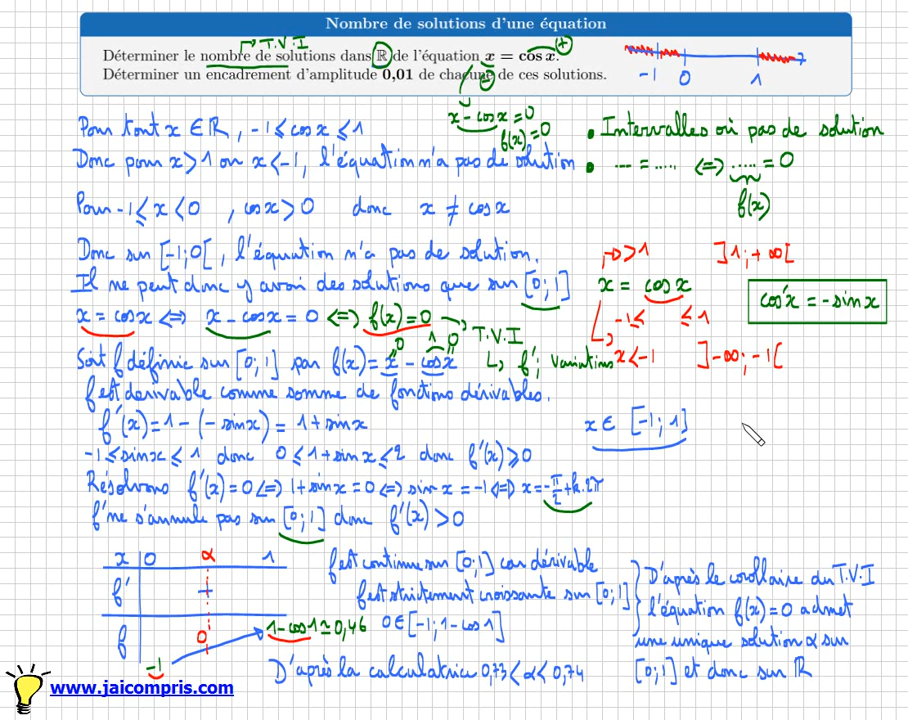 Nombre de solutions d'une équation
T.V.I
Déterminer le nombre de solutions dans ℝ de l'équation x = cos x.
Déterminer un encadrement d'amplitude 0,01 de chacune de ces solutions.
-1 0 1
x - cos x = 0
f(x) = 0
Pour tout x ∈ ℝ, -1 ≤ cos x ≤ 1
Donc pour x > 1 ou x < -1, l'équation n'a pas de solution
• Intervalles où pas de solution
• .... = ..... ⇔ ..... = 0
f(x)
Pour -1 ≤ x < 0, cos x > 0 donc x ≠ cos x
Donc sur [-1;0[, l'équation n'a pas de solution.
Il ne peut donc y avoir des solutions que sur [0;1]
x = cos x ⇔ x - cos x = 0 ⇔ f(x) = 0
T.V.I
↳ f', variations
x > 1 ]1;+∞[
x = cos x
-1 ≤ ≤ 1
x < -1 ]-∞;-1[
cos'x = -sin x
Soit f définie sur [0;1] par f(x) = x - cos x
f est dérivable comme somme de fonctions dérivables.
f'(x) = 1 - (-sin x) = 1 + sin x
x ∈ [-1;1]
-1 ≤ sin x ≤ 1 donc 0 ≤ 1 + sin x ≤ 2 donc f'(x) ≥ 0
Résolvons f'(x) = 0 ⇔ 1 + sin x = 0 ⇔ sin x = -1 ⇔ x = -π/2 + k.2π
f' ne s'annule pas sur [0;1] donc f'(x) > 0
x 0 α 1
f' +
f -1 0 1-cos1 ≃ 0,46
f est continue sur [0;1] car dérivable
f est strictement croissante sur [0;1]
0 ∈ [-1;1-cos1]
D'après le corollaire du T.V.I
l'équation f(x) = 0 admet
une unique solution α sur
[0;1] et donc sur ℝ
D'après la calculatrice 0,73 < α < 0,74
www.jaicompris.com